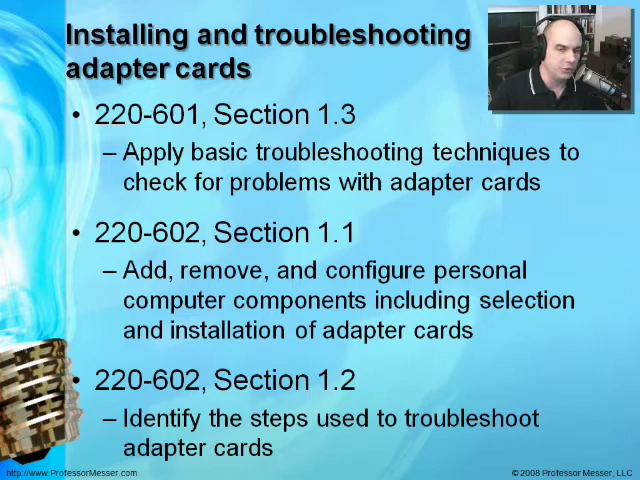 Installing and troubleshooting
adapter cards
• 220-601, Section 1.3
– Apply basic troubleshooting techniques to
check for problems with adapter cards
• 220-602, Section 1.1
– Add, remove, and configure personal
computer components including selection
and installation of adapter cards
• 220-602, Section 1.2
– Identify the steps used to troubleshoot
adapter cards
http://www.ProfessorMesser.com
© 2008 Professor Messer, LLC